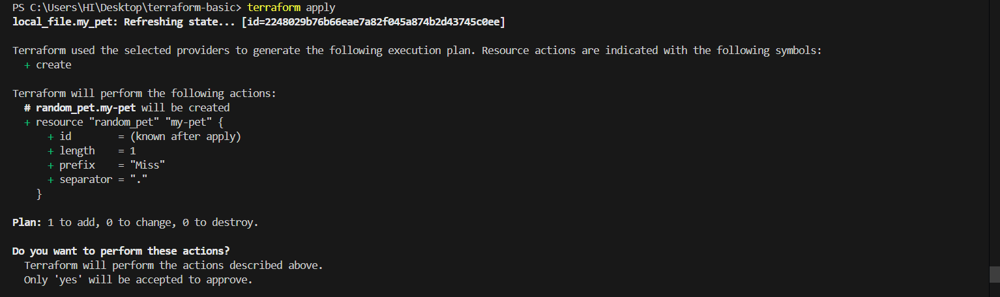 PS C:\Users\HI\Desktop\terraform-basic> terraform apply
local_file.my_pet: Refreshing state... [id=2248029b76b66eae7a82f045a874b2d43745c0ee]
Terraform used the selected providers to generate the following execution plan. Resource actions are indicated with the following symbols:
+ create
Terraform will perform the following actions:
# random_pet.my-pet will be created
+ resource "random_pet" "my-pet" {
+ id        = (known after apply)
+ length    = 1
+ prefix    = "Miss"
+ separator = "."
}
Plan: 1 to add, 0 to change, 0 to destroy.
Do you want to perform these actions?
Terraform will perform the actions described above.
Only 'yes' will be accepted to approve.